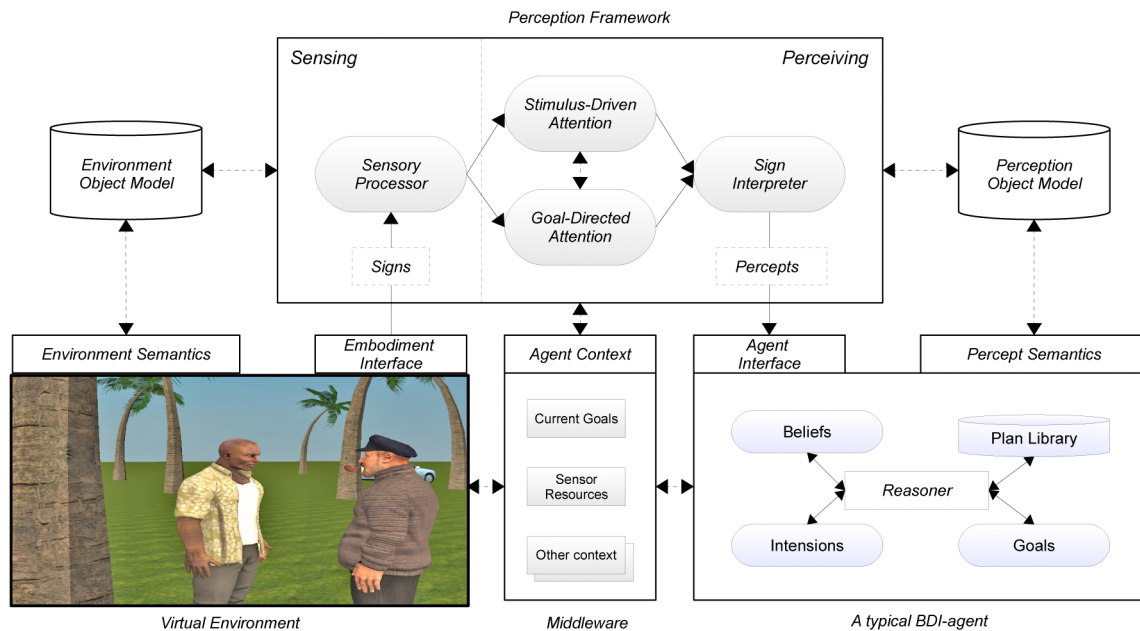 Perception Framework
Sensing
Perceiving
Stimulus-Driven
Attention
Environment
Object Model
Sensory
Processor
Sign
Interpreter
Perception
Object Model
Goal-Directed
Attention
Signs
Percepts
Environment Semantics
Embodiment
Interface
Agent Context
Agent
Interface
Percept Semantics
Current Goals
Sensor
Resources
Other context
Beliefs
Plan Library
Reasoner
Intensions
Goals
Virtual Environment
Middleware
A typical BDI-agent